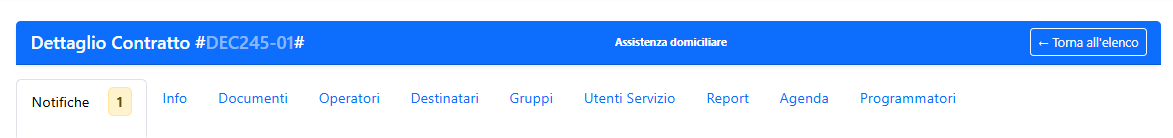 Dettaglio Contratto #DEC245-01# Assistenza domiciliare ← Torna all'elenco
Notifiche 1 Info Documenti Operatori Destinatari Gruppi Utenti Servizio Report Agenda Programmatori